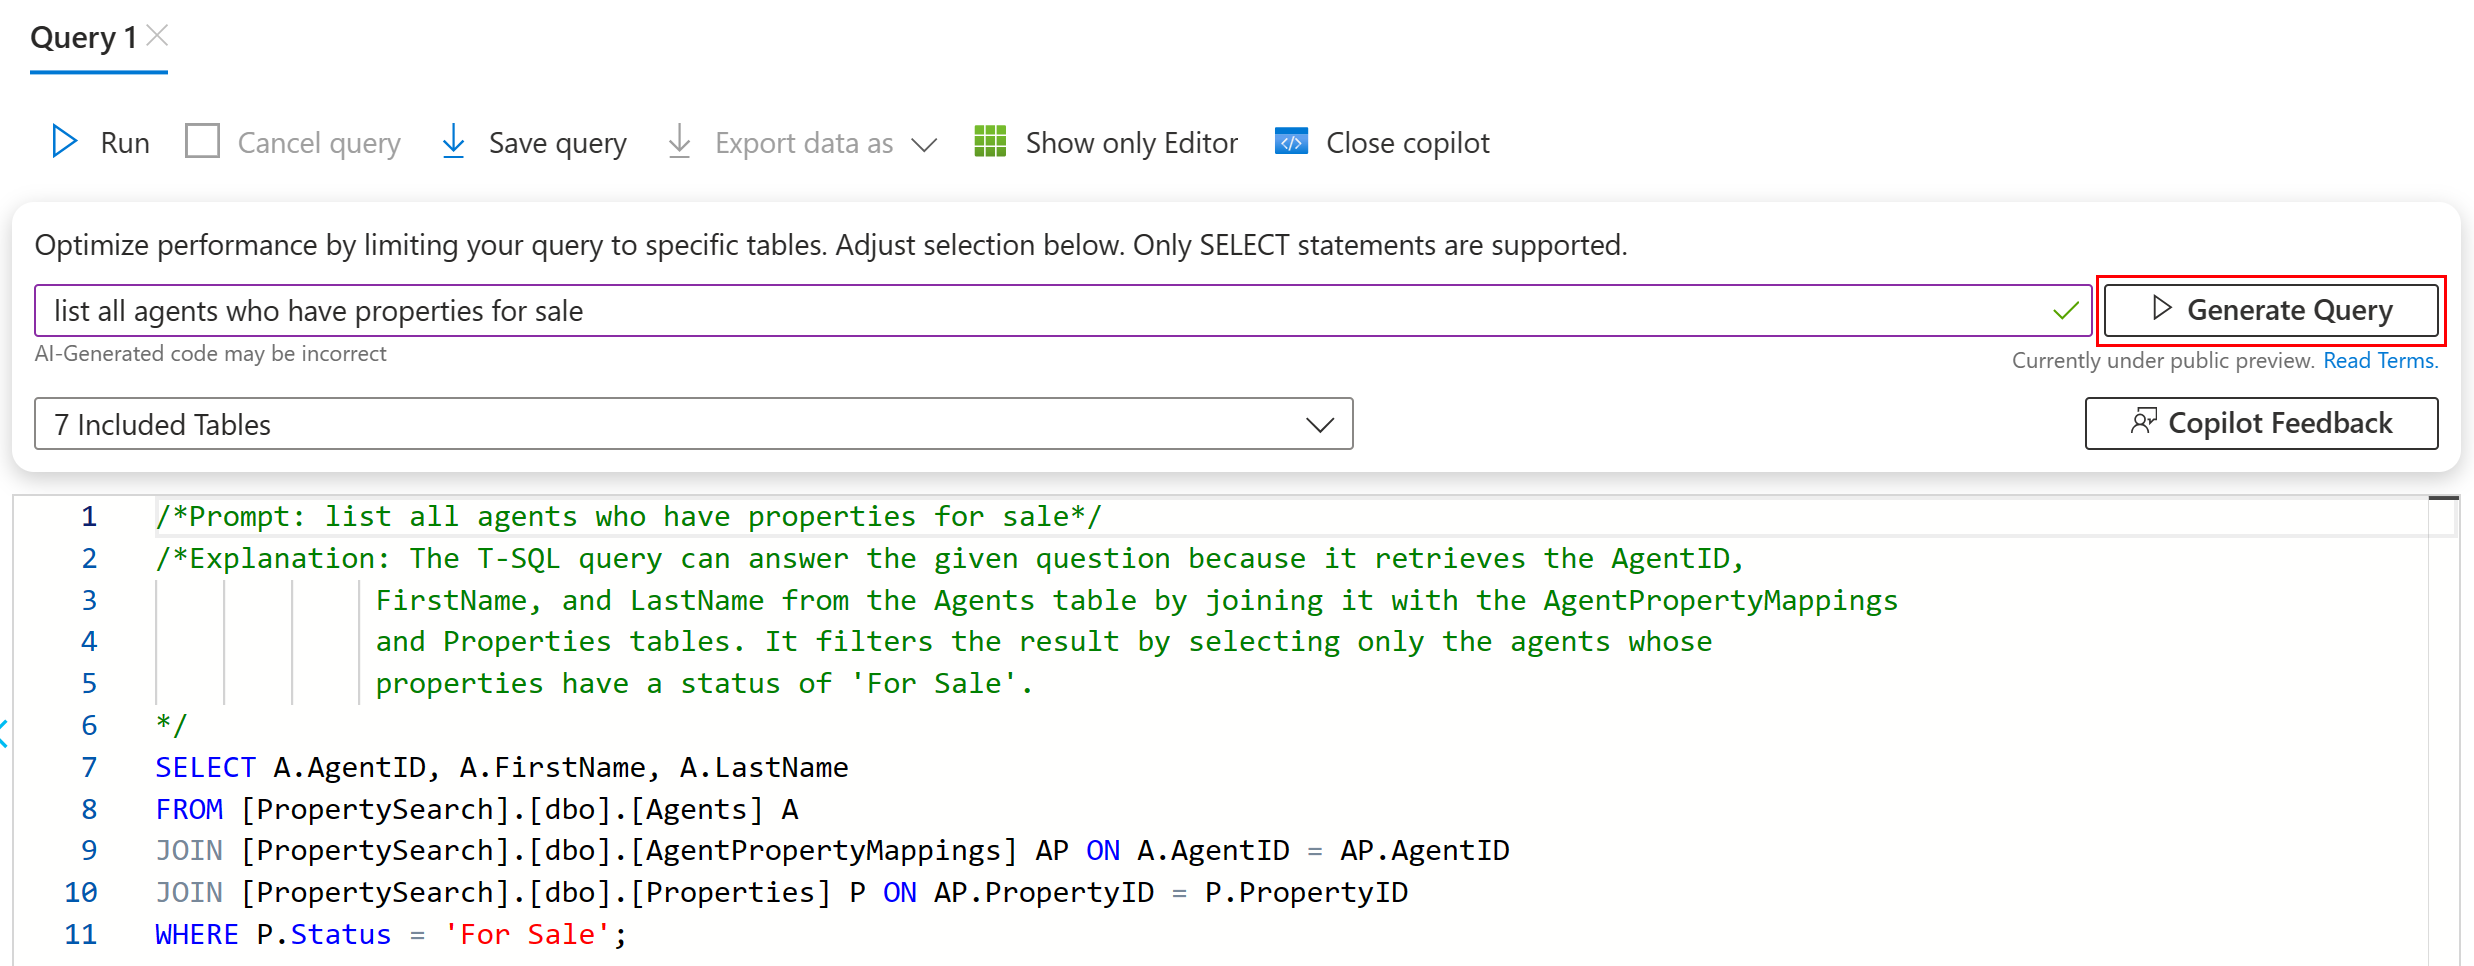 Query 1
Run Cancel query Save query Export data as Show only Editor Close copilot
Optimize performance by limiting your query to specific tables. Adjust selection below. Only SELECT statements are supported.
list all agents who have properties for sale Generate Query
AI-Generated code may be incorrect Currently under public preview. Read Terms.
7 Included Tables Copilot Feedback
1 /*Prompt: list all agents who have properties for sale*/
2 /*Explanation: The T-SQL query can answer the given question because it retrieves the AgentID,
3 FirstName, and LastName from the Agents table by joining it with the AgentPropertyMappings
4 and Properties tables. It filters the result by selecting only the agents whose
5 properties have a status of 'For Sale'.
6 */
7 SELECT A.AgentID, A.FirstName, A.LastName
8 FROM [PropertySearch].[dbo].[Agents] A
9 JOIN [PropertySearch].[dbo].[AgentPropertyMappings] AP ON A.AgentID = AP.AgentID
10 JOIN [PropertySearch].[dbo].[Properties] P ON AP.PropertyID = P.PropertyID
11 WHERE P.Status = 'For Sale';